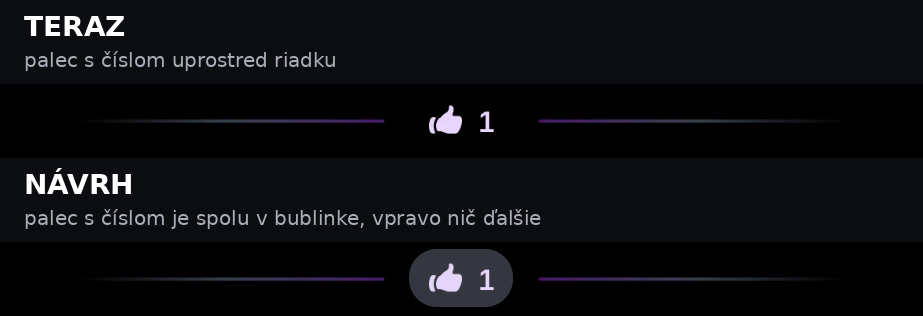 TERAZ
palec s číslom uprostred riadku
1
NÁVRH
palec s číslom je spolu v bublinke, vpravo nič ďalšie
1